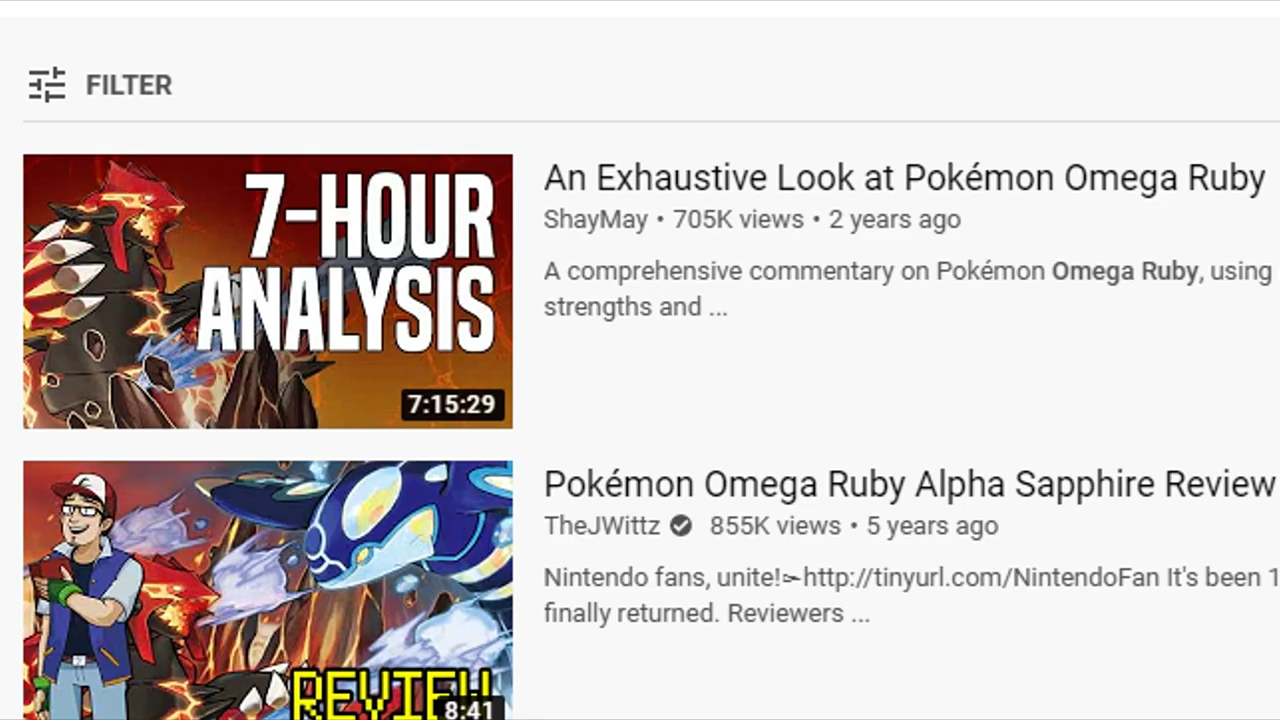 FILTER
7-HOUR
ANALYSIS
7:15:29
An Exhaustive Look at Pokémon Omega Ruby
ShayMay • 705K views • 2 years ago
A comprehensive commentary on Pokémon Omega Ruby, using
strengths and ...
REVIEW
8:41
Pokémon Omega Ruby Alpha Sapphire Review
TheJWittz 855K views • 5 years ago
Nintendo fans, unite!➛http://tinyurl.com/NintendoFan It's been 1
finally returned. Reviewers ...